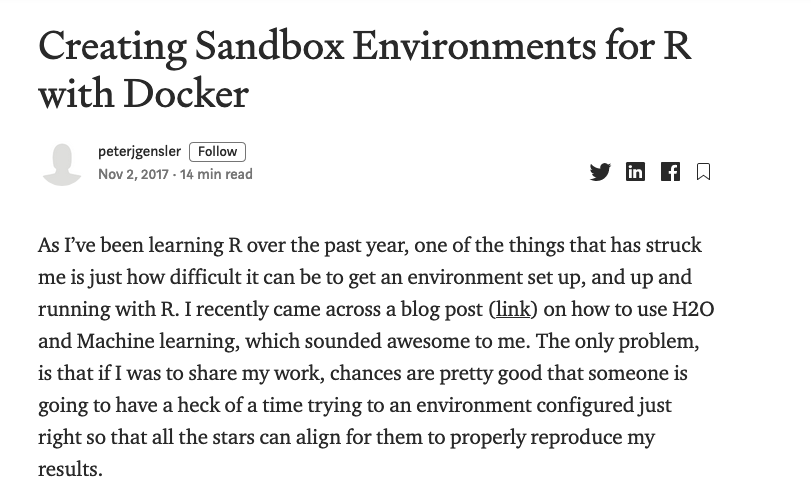 Creating Sandbox Environments for R
with Docker
peterjgensler Follow
Nov 2, 2017 · 14 min read
As I’ve been learning R over the past year, one of the things that has struck
me is just how difficult it can be to get an environment set up, and up and
running with R. I recently came across a blog post (link) on how to use H2O
and Machine learning, which sounded awesome to me. The only problem,
is that if I was to share my work, chances are pretty good that someone is
going to have a heck of a time trying to an environment configured just
right so that all the stars can align for them to properly reproduce my
results.